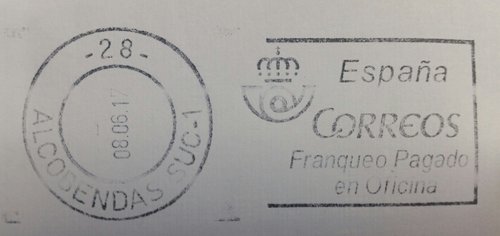 -28-
ALCOBENDAS SUC-1
España
CORREOS
Franqueo Pagado
en Oficina